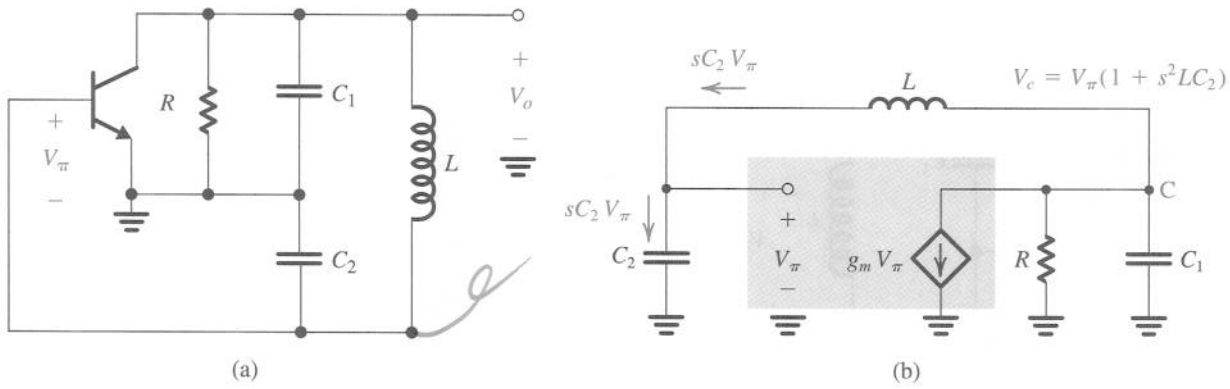 +
V_o
−
R
C_1
+
V_π
−
L
C_2
(a)
sC_2 V_π
L
V_c = V_π(1 + s^2LC_2)
C
sC_2 V_π
C_2
+
V_π
−
g_m V_π
R
C_1
(b)